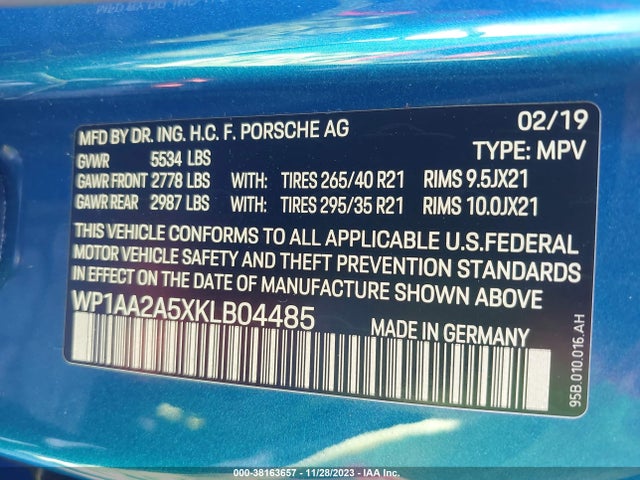 MFD BY DR. ING. H.C. F. PORSCHE AG 02/19
GVWR 5534 LBS TYPE: MPV
GAWR FRONT 2778 LBS WITH: TIRES 265/40 R21 RIMS 9.5JX21
GAWR REAR 2987 LBS WITH: TIRES 295/35 R21 RIMS 10.0JX21
THIS VEHICLE CONFORMS TO ALL APPLICABLE U.S.FEDERAL
MOTOR VEHICLE SAFETY AND THEFT PREVENTION STANDARDS
IN EFFECT ON THE DATE OF MANUFACTURE SHOWN ABOVE
WP1AA2A5XKLB04485 MADE IN GERMANY
95B.010.016.AH
000-38163657 - 11/28/2023 - IAA Inc.